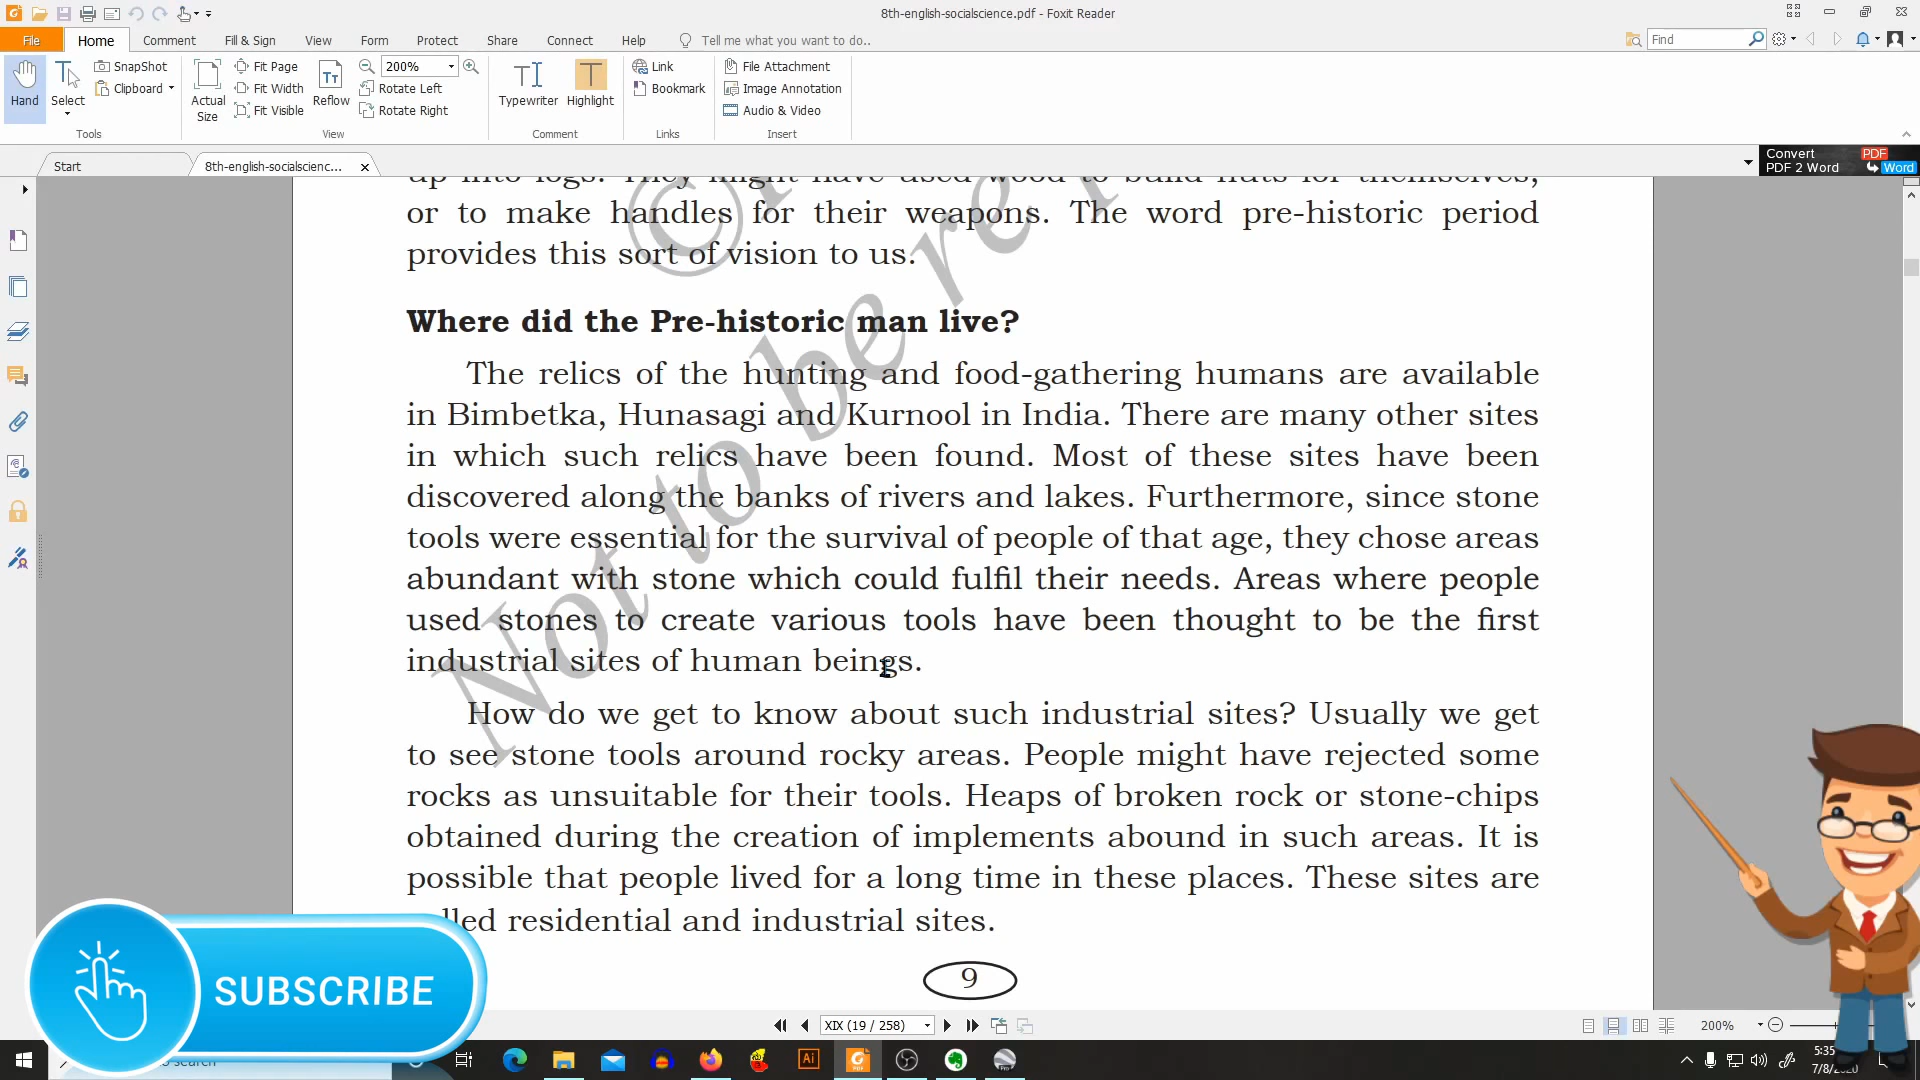 8th-english-socialscience.pdf - Foxit Reader
File Home Comment Fill & Sign View Form Protect Share Connect Help Tell me what you want to do.. Find
Hand
Select
SnapShot
Clipboard
Tools
Actual Size
Fit Page
Fit Width
Fit Visible
Reflow
200%
Rotate Left
Rotate Right
View
Typewriter
Highlight
Comment
Link
Bookmark
Links
File Attachment
Image Annotation
Audio & Video
Insert
Start
8th-english-socialscienc...
Convert PDF
PDF 2 Word Word
or to make handles for their weapons. The word pre-historic period
provides this sort of vision to us.
Where did the Pre-historic man live?
The relics of the hunting and food-gathering humans are available
in Bimbetka, Hunasagi and Kurnool in India. There are many other sites
in which such relics have been found. Most of these sites have been
discovered along the banks of rivers and lakes. Furthermore, since stone
tools were essential for the survival of people of that age, they chose areas
abundant with stone which could fulfil their needs. Areas where people
used stones to create various tools have been thought to be the first
industrial sites of human beings.
How do we get to know about such industrial sites? Usually we get
to see stone tools around rocky areas. People might have rejected some
rocks as unsuitable for their tools. Heaps of broken rock or stone-chips
obtained during the creation of implements abound in such areas. It is
possible that people lived for a long time in these places. These sites are
residential and industrial sites.
9
© Not to be re
SUBSCRIBE
XIX (19 / 258)
200%
search
Ai
5:35